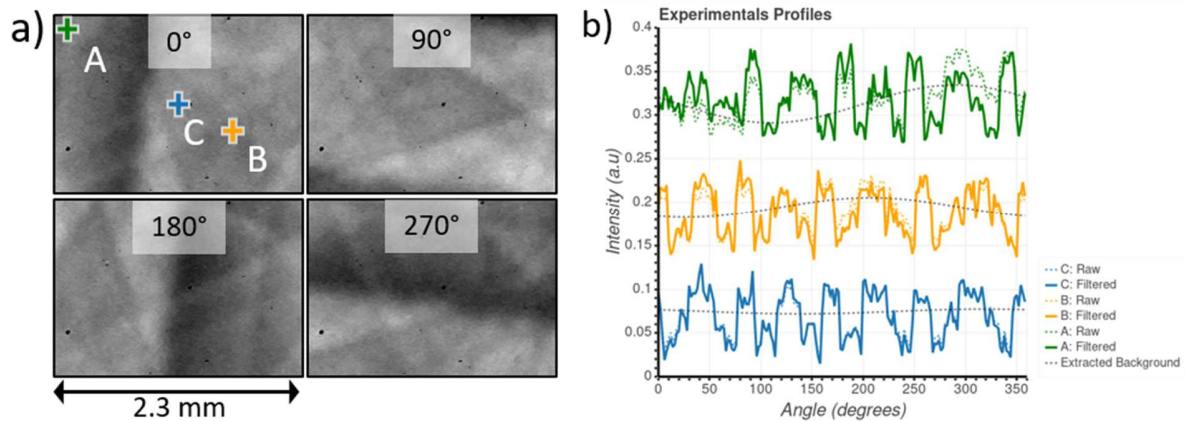 a)
0°
90°
A
C
B
180°
270°
2.3 mm
b)
Experimentals Profiles
0.4
0.35
0.3
0.25
0.2
0.15
0.1
0.05
0
0 50 100 150 200 250 300 350
Intensity (a.u)
Angle (degrees)
C: Raw
C: Filtered
B: Raw
B: Filtered
A: Raw
A: Filtered
Extracted Background